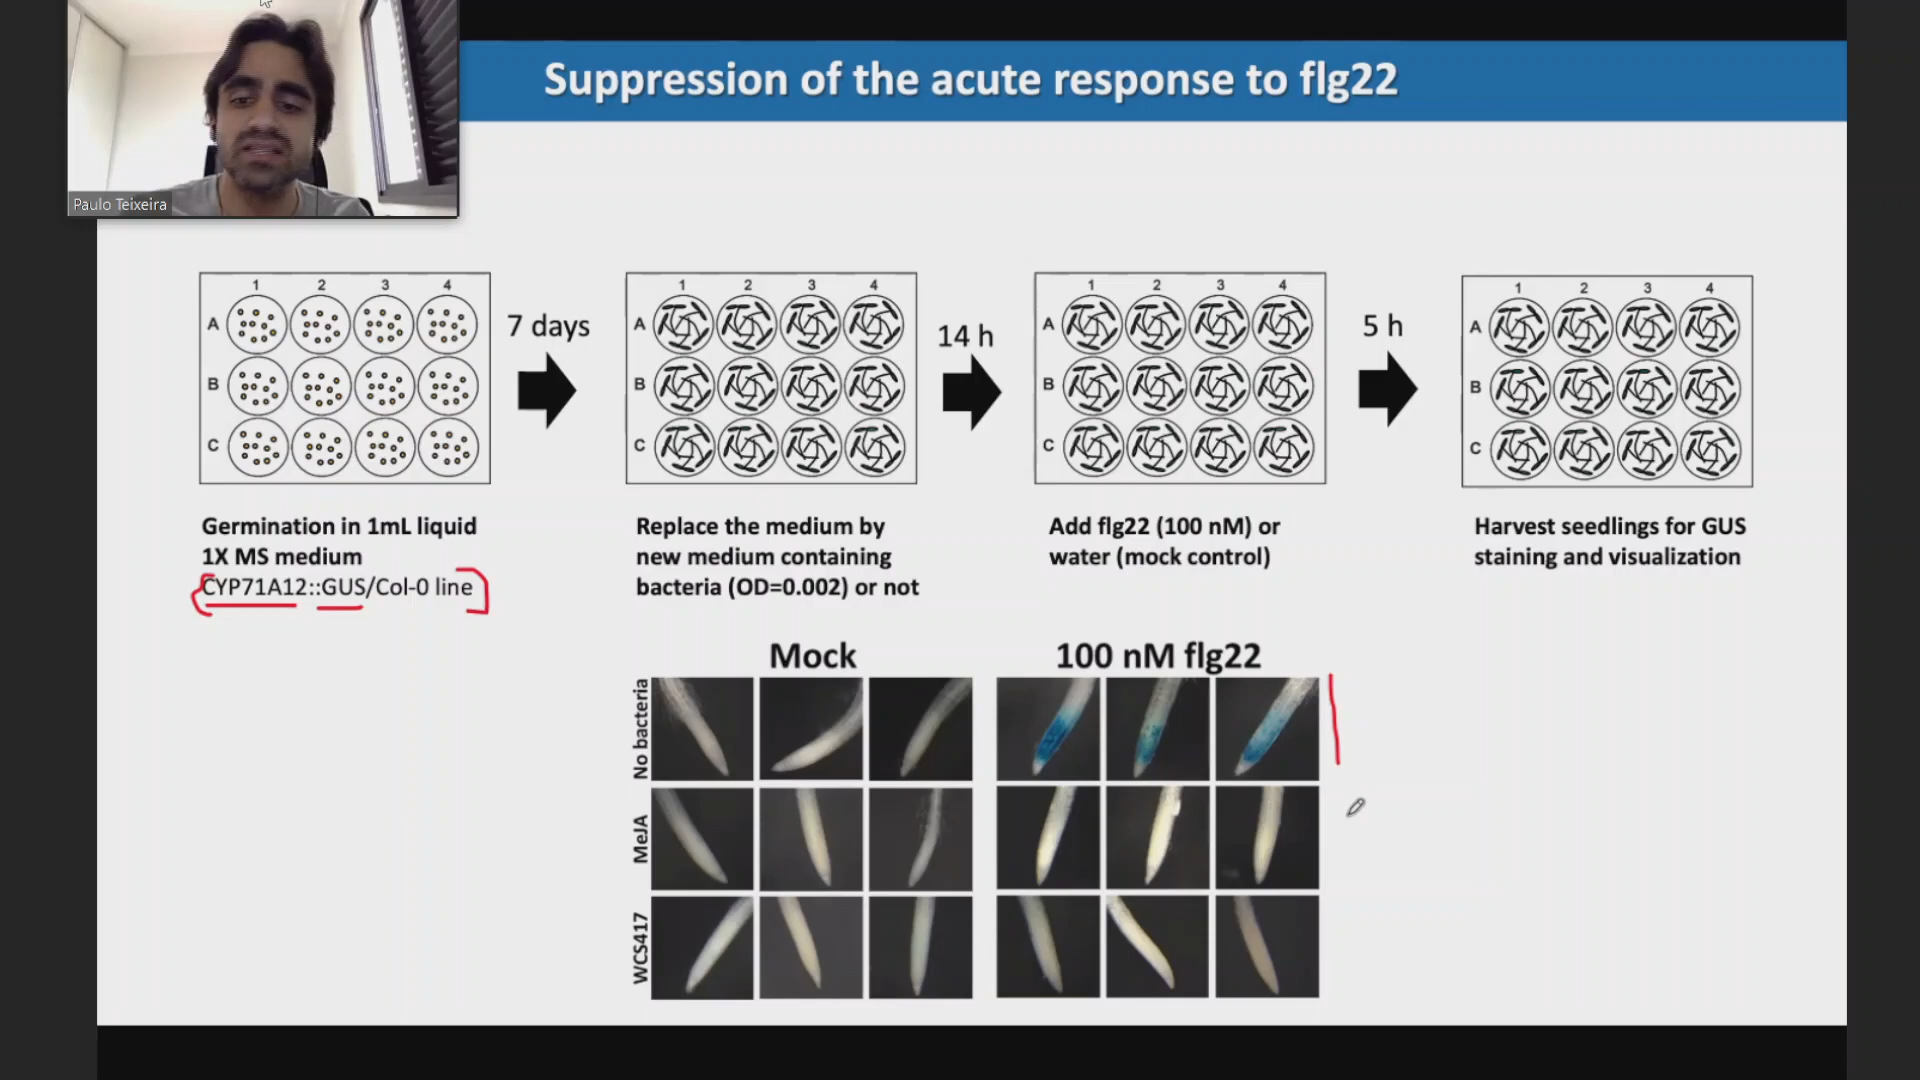 Suppression of the acute response to flg22
Paulo Teixeira
1 2 3 4
A
B
C
7 days
1 2 3 4
A
B
C
14 h
1 2 3 4
A
B
C
5 h
1 2 3 4
A
B
C
Germination in 1mL liquid
1X MS medium
CYP71A12::GUS/Col-0 line
Replace the medium by
new medium containing
bacteria (OD=0.002) or not
Add flg22 (100 nM) or
water (mock control)
Harvest seedlings for GUS
staining and visualization
Mock
100 nM flg22
No bacteria
MeJA
WCS417